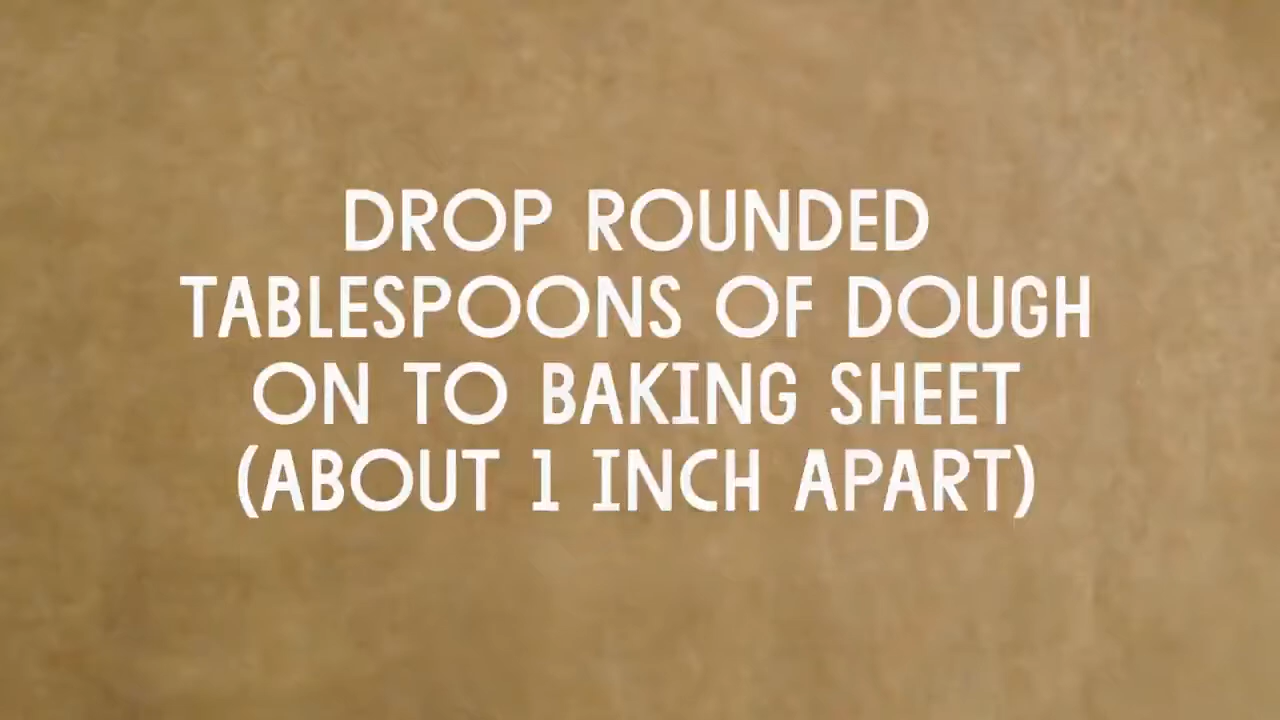 DROP ROUNDED
TABLESPOONS OF DOUGH
ON TO BAKING SHEET
(ABOUT 1 INCH APART)